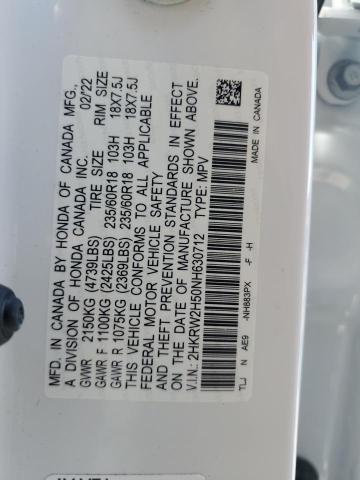 MFD. IN CANADA BY HONDA OF CANADA MFG.,
A DIVISION OF HONDA CANADA INC. 02/'22
GVWR 2150KG (4739LBS) TIRE SIZE RIM SIZE
GAWR F 1100KG (2425LBS) 235/60R18 103H 18X7.5J
GAWR R 1075KG (2369LBS) 235/60R18 103H 18X7.5J
THIS VEHICLE CONFORMS TO ALL APPLICABLE
FEDERAL MOTOR VEHICLE SAFETY
AND THEFT PREVENTION STANDARDS IN EFFECT
ON THE DATE OF MANUFACTURE SHOWN ABOVE.
V.I.N.: 2HKRW2H50NH630712 TYPE: MPV
TLJ N AE9 -NH883PX -F -H
MADE IN CANADA